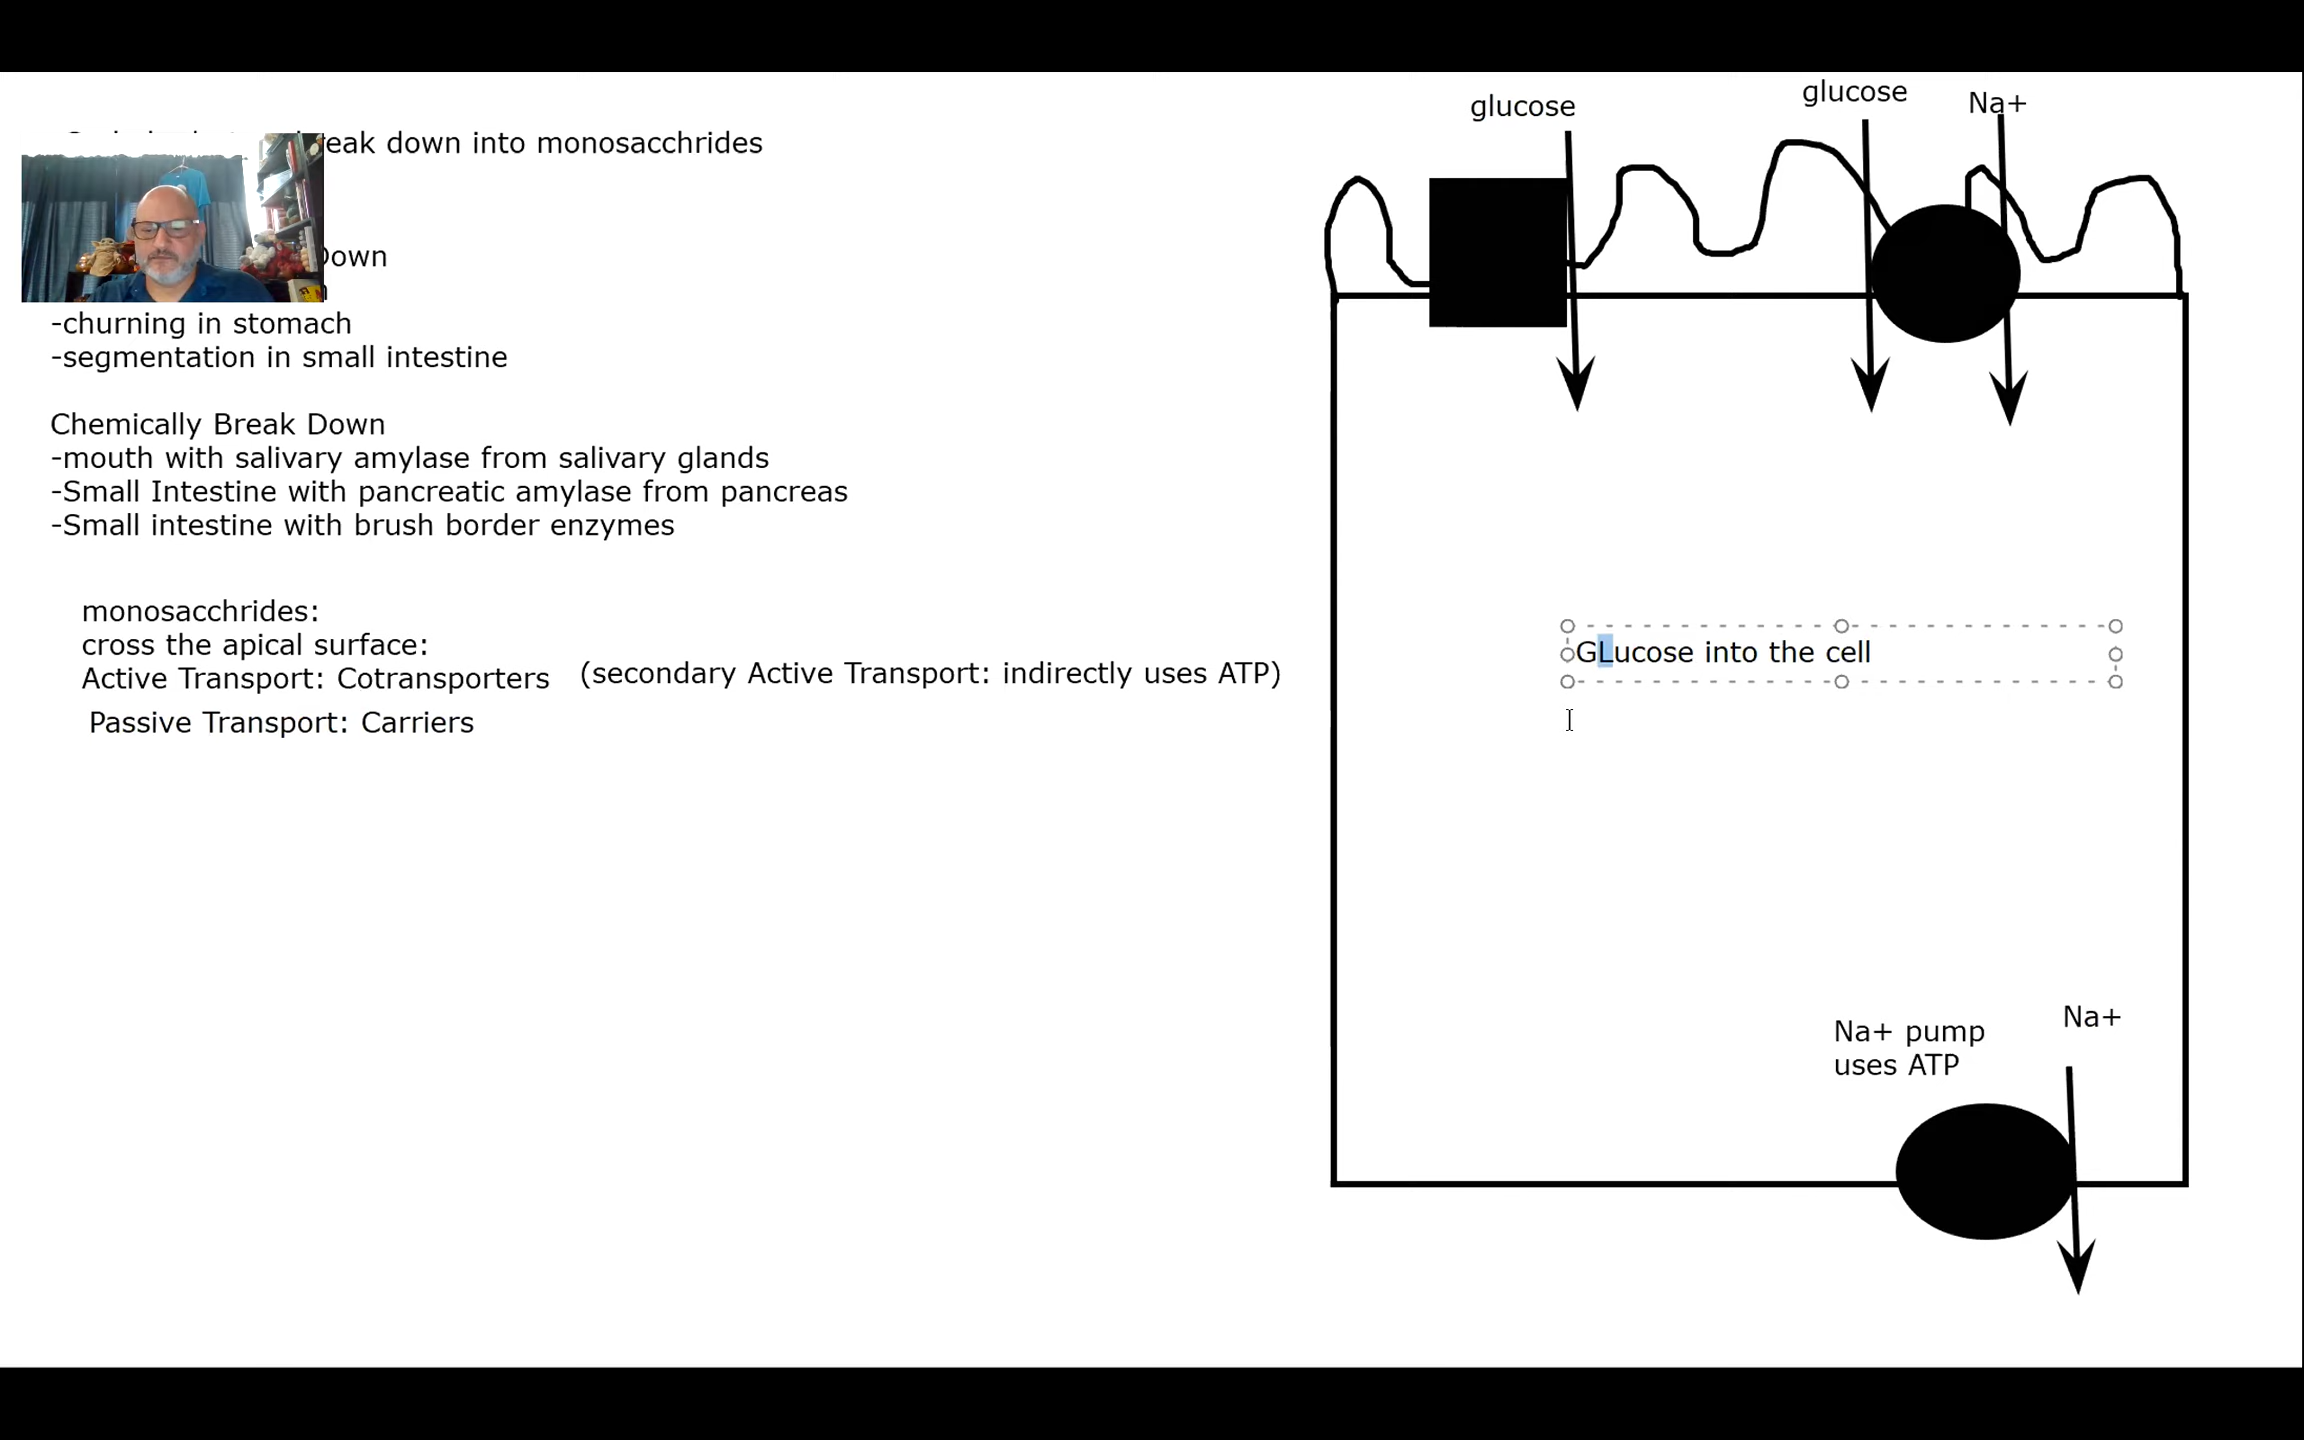 break down into monosacchrides
Down
-churning in stomach
-segmentation in small intestine
Chemically Break Down
-mouth with salivary amylase from salivary glands
-Small Intestine with pancreatic amylase from pancreas
-Small intestine with brush border enzymes
monosacchrides:
cross the apical surface:
Active Transport: Cotransporters
(secondary Active Transport: indirectly uses ATP)
Passive Transport: Carriers
glucose
glucose
Na+
GLucose into the cell
Na+ pump
uses ATP
Na+